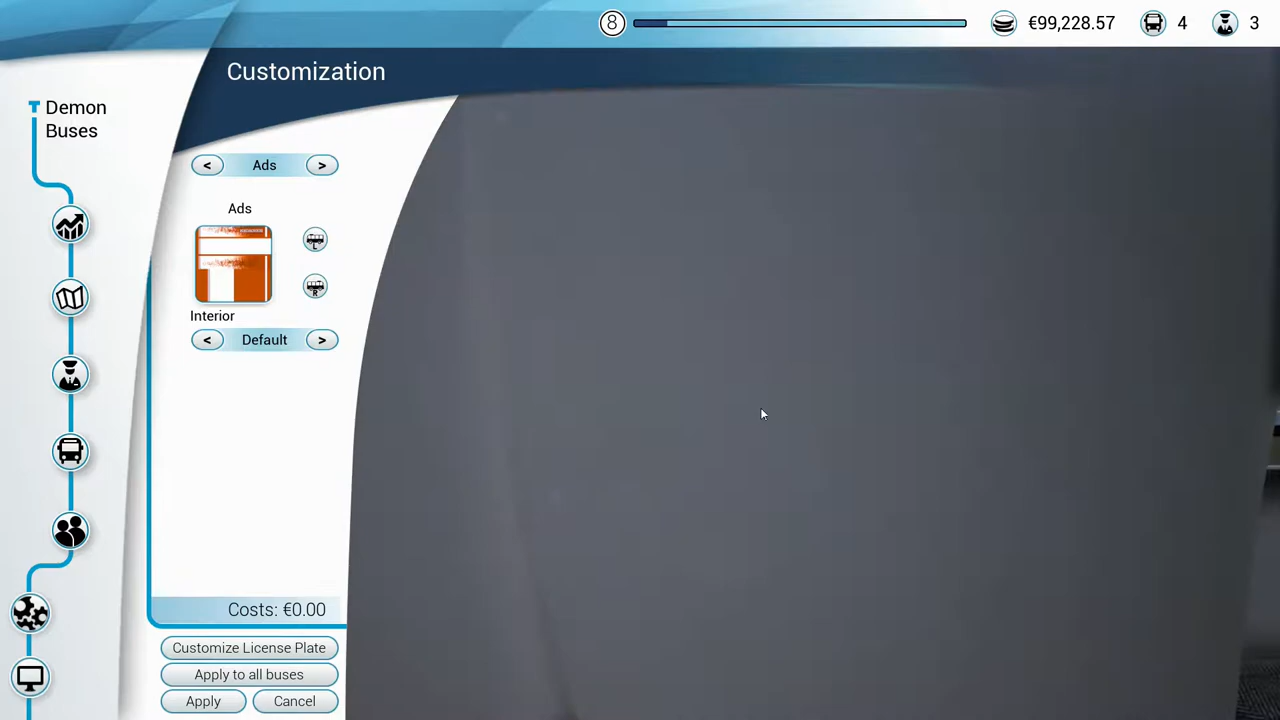 8
€99,228.57
4
3
Customization
Demon
Buses
< Ads >
Ads
L
R
Interior
< Default >
Costs: €0.00
Customize License Plate
Apply to all buses
Apply
Cancel